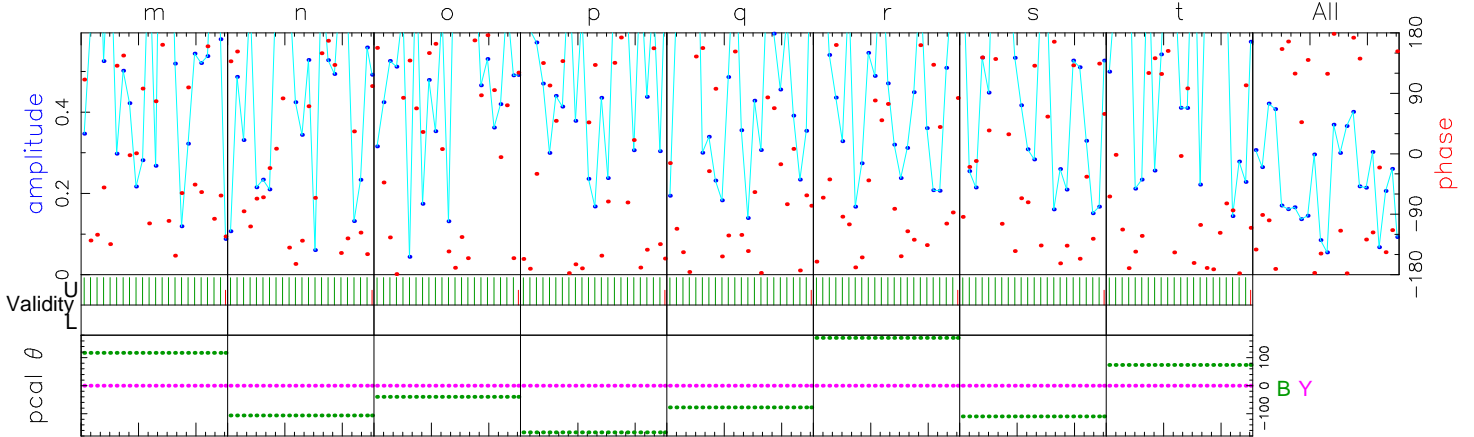 m n o p q r s t All
amplitude
0 0.2 0.4
180 90 0 −90 −180
phase
Validity
U
L
pcal θ
100 0 −100
B Y